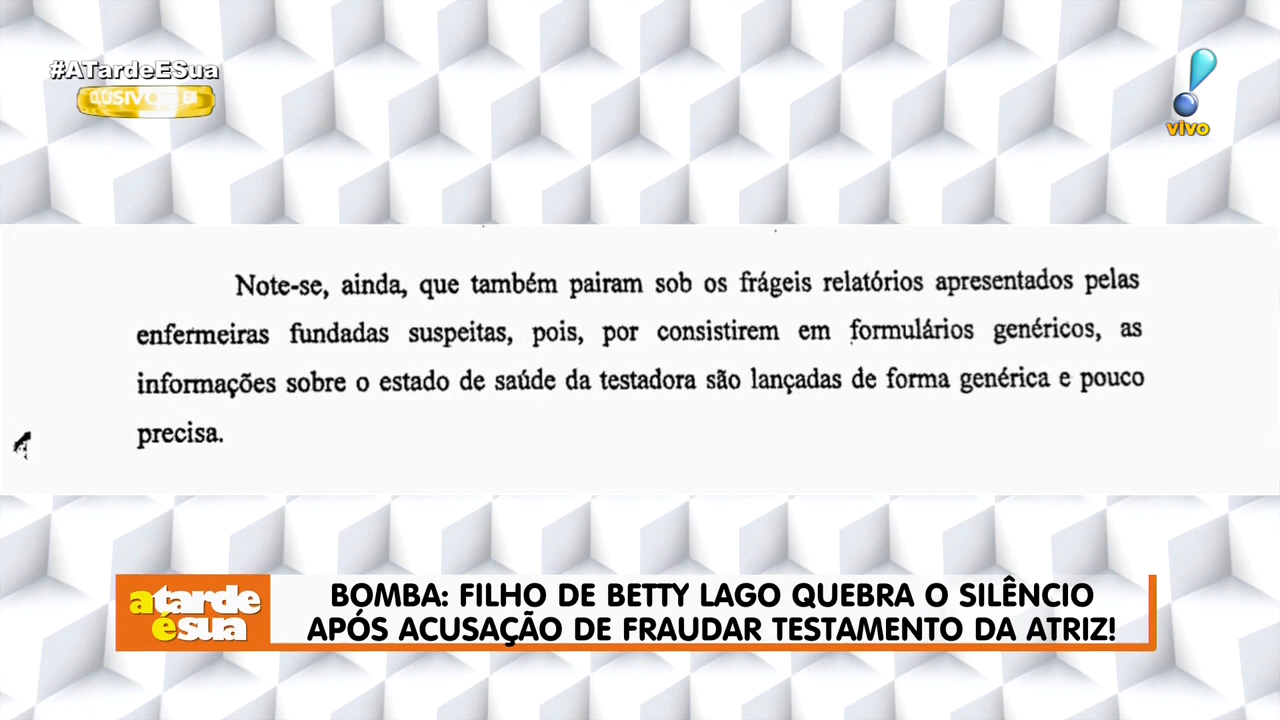 #ATardeESua
vivo
Note-se, ainda, que também pairam sob os frágeis relatórios apresentados pelas
enfermeiras fundadas suspeitas, pois, por consistirem em formulários genéricos, as
informações sobre o estado de saúde da testadora são lançadas de forma genérica e pouco
precisa.
a tarde
é sua
BOMBA: FILHO DE BETTY LAGO QUEBRA O SILÊNCIO
APÓS ACUSAÇÃO DE FRAUDAR TESTAMENTO DA ATRIZ!